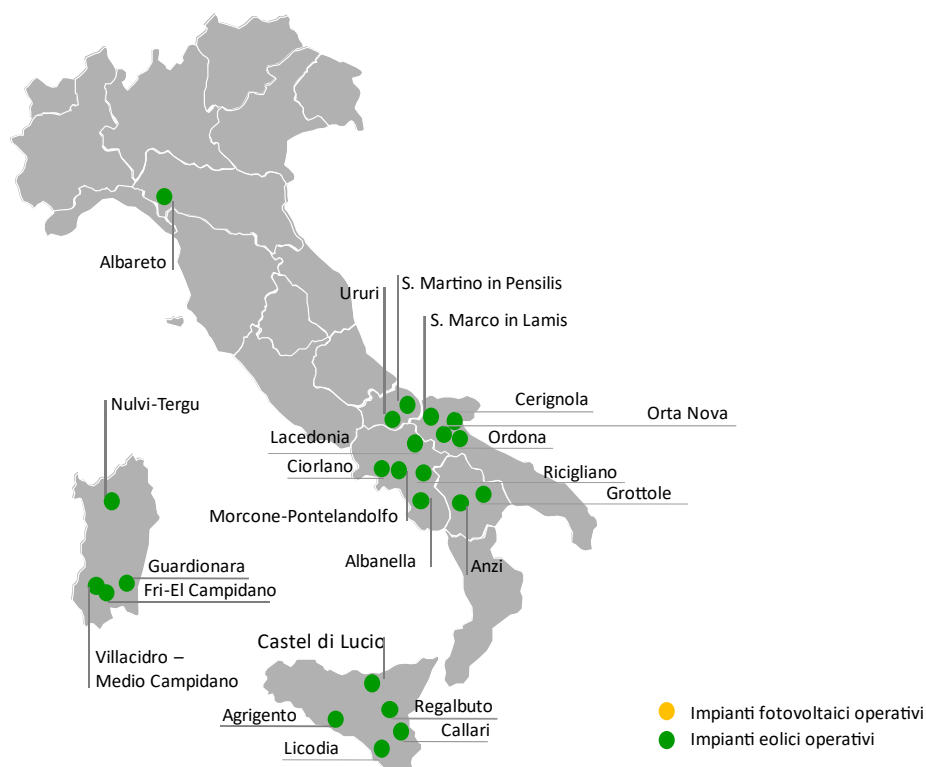 Albareto
Ururi
S. Martino in Pensilis
S. Marco in Lamis
Nulvi-Tergu
Cerignola
Orta Nova
Lacedonia
Ordona
Ciorlano
Ricigliano
Grottole
Morcone-Pontelandolfo
Albanella
Anzi
Guardionara
Fri-El Campidano
Castel di Lucio
Villacidro –
Medio Campidano
Agrigento
Regalbuto
Callari
Licodia
Impianti fotovoltaici operativi
Impianti eolici operativi